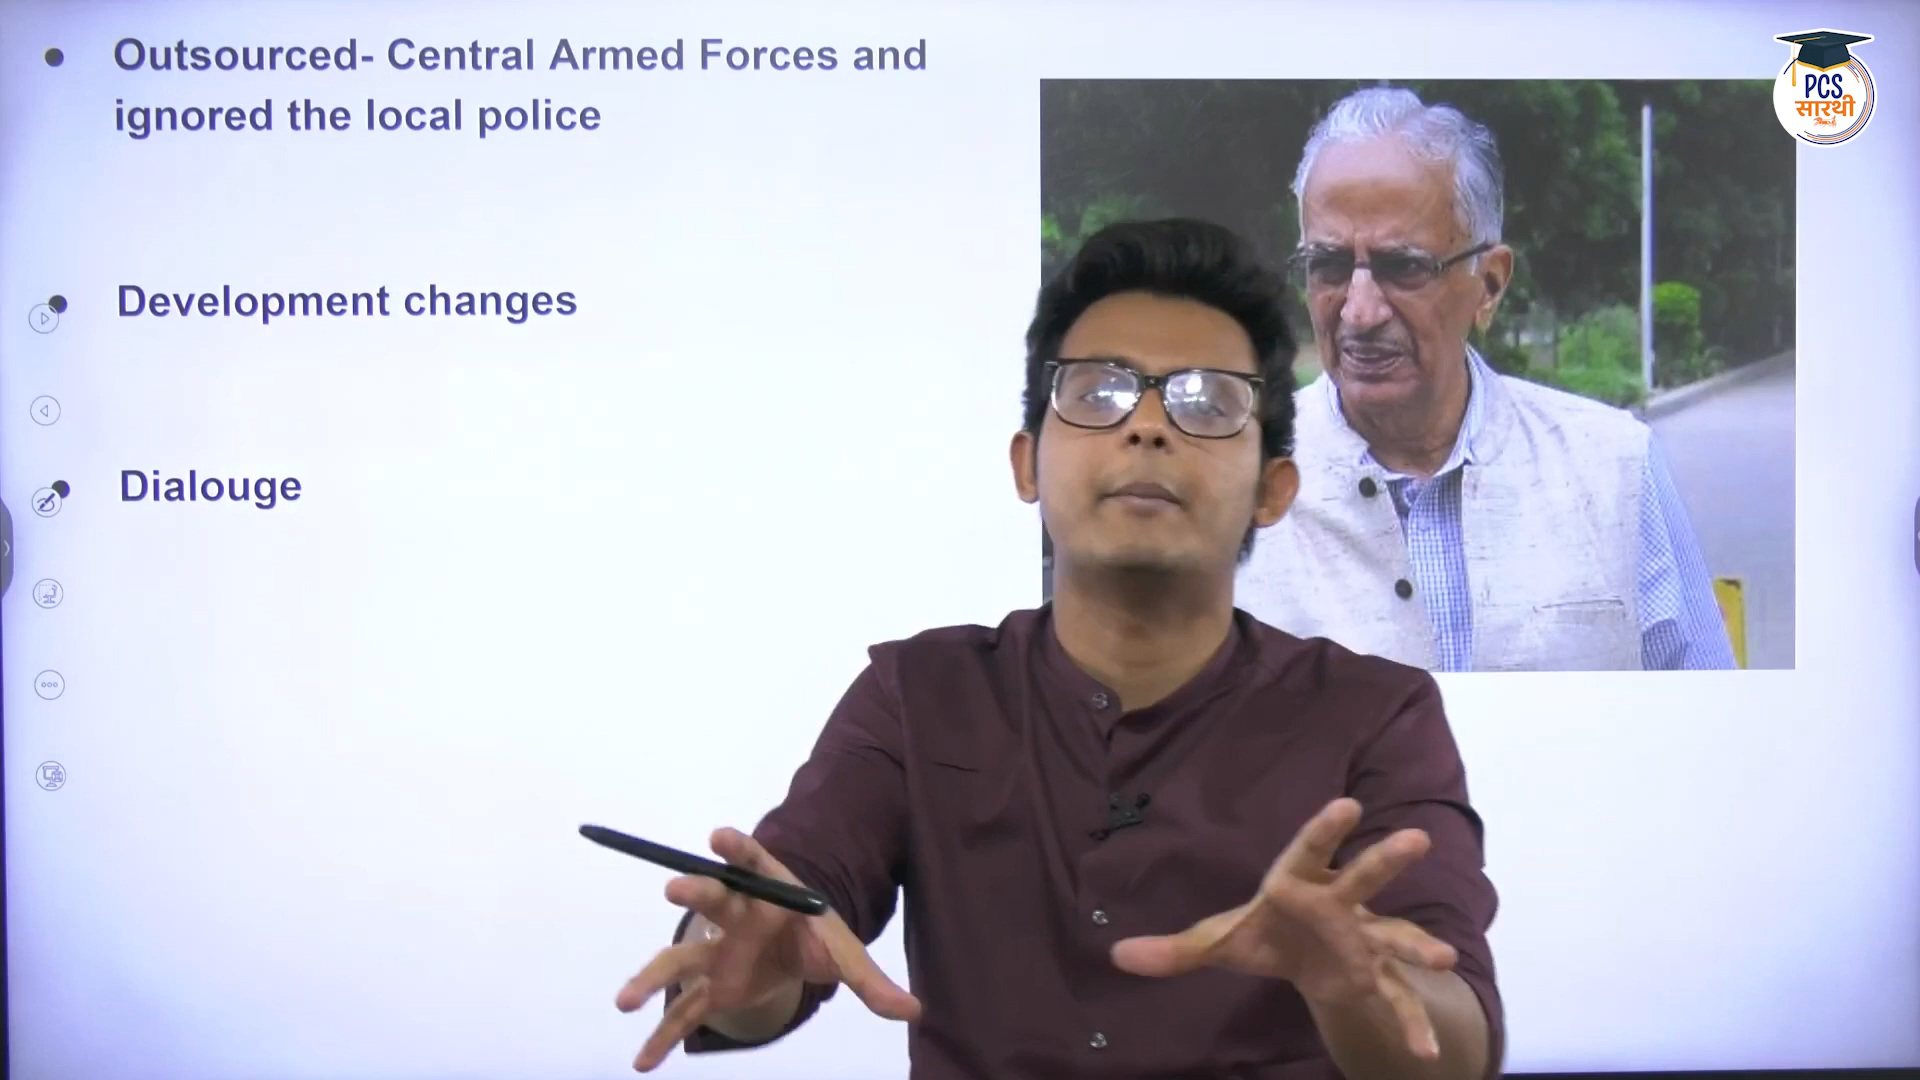 Outsourced- Central Armed Forces and
ignored the local police
Development changes
Dialouge
PCS
सारथी